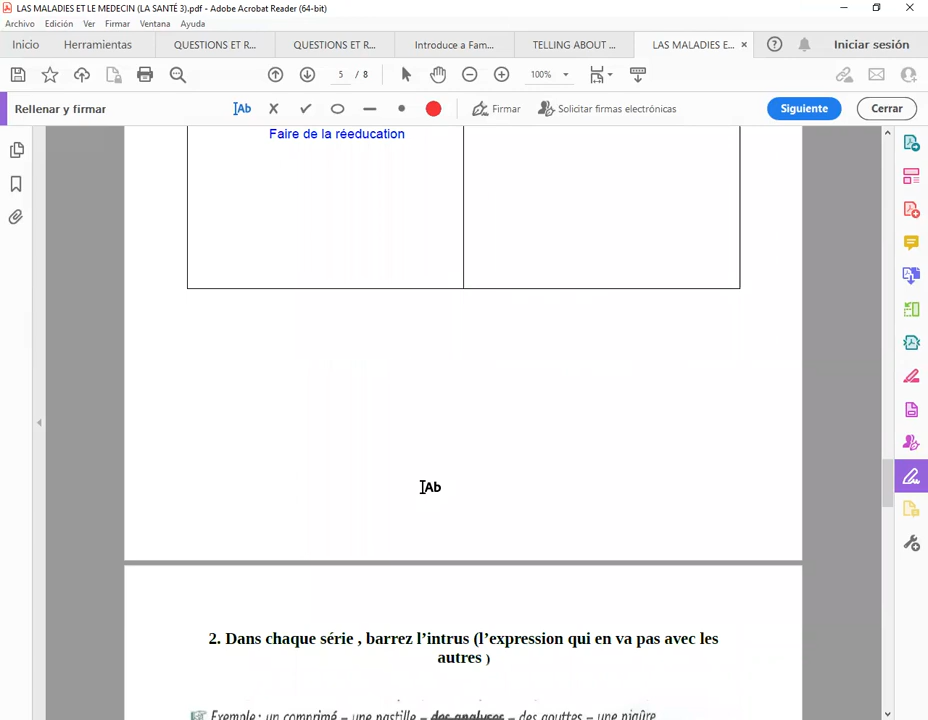 LAS MALADIES ET LE MEDECIN (LA SANTÉ 3).pdf - Adobe Acrobat Reader (64-bit)
Archivo Edición Ver Firmar Ventana Ayuda
Inicio Herramientas QUESTIONS ET R... QUESTIONS ET R... Introduce a Fam... TELLING ABOUT ... LAS MALADIES E... × Iniciar sesión
5 / 8 100%
Rellenar y firmar Ab Firmar Solicitar firmas electrónicas Siguiente Cerrar
Faire de la réeducation
Ab
2. Dans chaque série , barrez l'intrus (l'expression qui en va pas avec les
autres )
Exemple : un comprimé – une pastille – des analyses – des gouttes – une piqûre